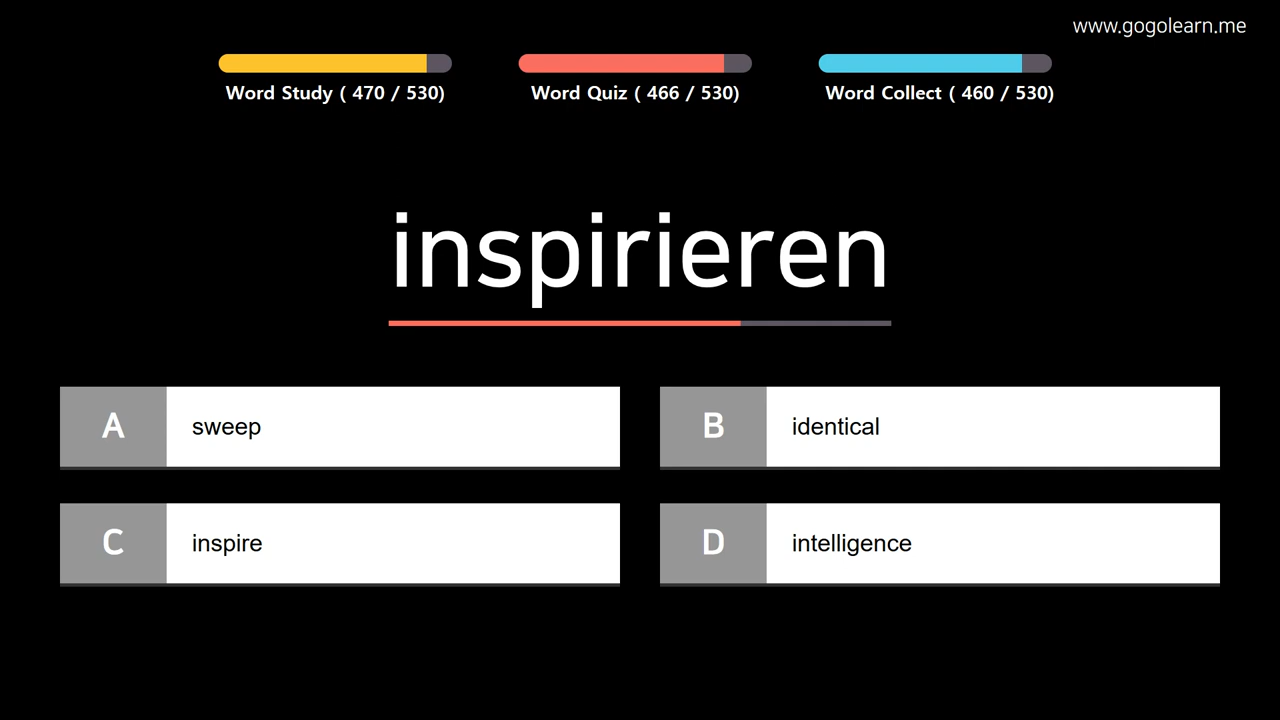 www.gogolearn.me
Word Study ( 470 / 530)
Word Quiz ( 466 / 530)
Word Collect ( 460 / 530)
inspirieren
A sweep
B identical
C inspire
D intelligence